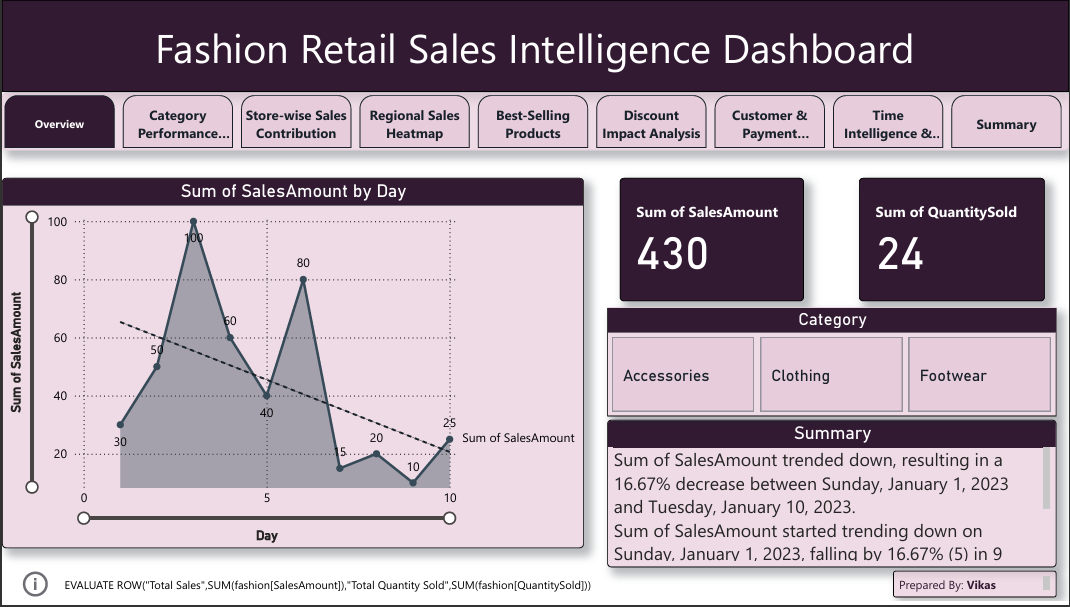 Fashion Retail Sales Intelligence Dashboard
Overview
Category
Performance...
Store-wise Sales
Contribution
Regional Sales
Heatmap
Best-Selling
Products
Discount
Impact Analysis
Customer &
Payment...
Time
Intelligence &..
Summary
Sum of SalesAmount by Day
Sum of SalesAmount
100
80
60
40
20
30
50
100
60
40
80
15
20
10
25
Sum of SalesAmount
0
5
10
Day
Sum of SalesAmount
430
Sum of QuantitySold
24
Category
Accessories
Clothing
Footwear
Summary
Sum of SalesAmount trended down, resulting in a
16.67% decrease between Sunday, January 1, 2023
and Tuesday, January 10, 2023.
Sum of SalesAmount started trending down on
Sunday, January 1, 2023, falling by 16.67% (5) in 9
EVALUATE ROW("Total Sales",SUM(fashion[SalesAmount]),"Total Quantity Sold",SUM(fashion[QuantitySold]))
Prepared By: Vikas